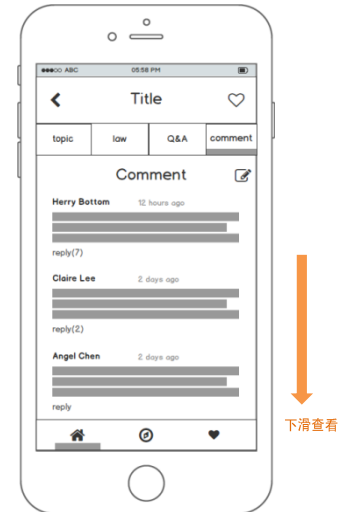 ABC 05:58 PM
Title
topic law Q&A comment
Comment
Herry Bottom 12 hours ago
reply(7)
Claire Lee 2 days ago
reply(2)
Angel Chen 2 days ago
reply
下滑查看